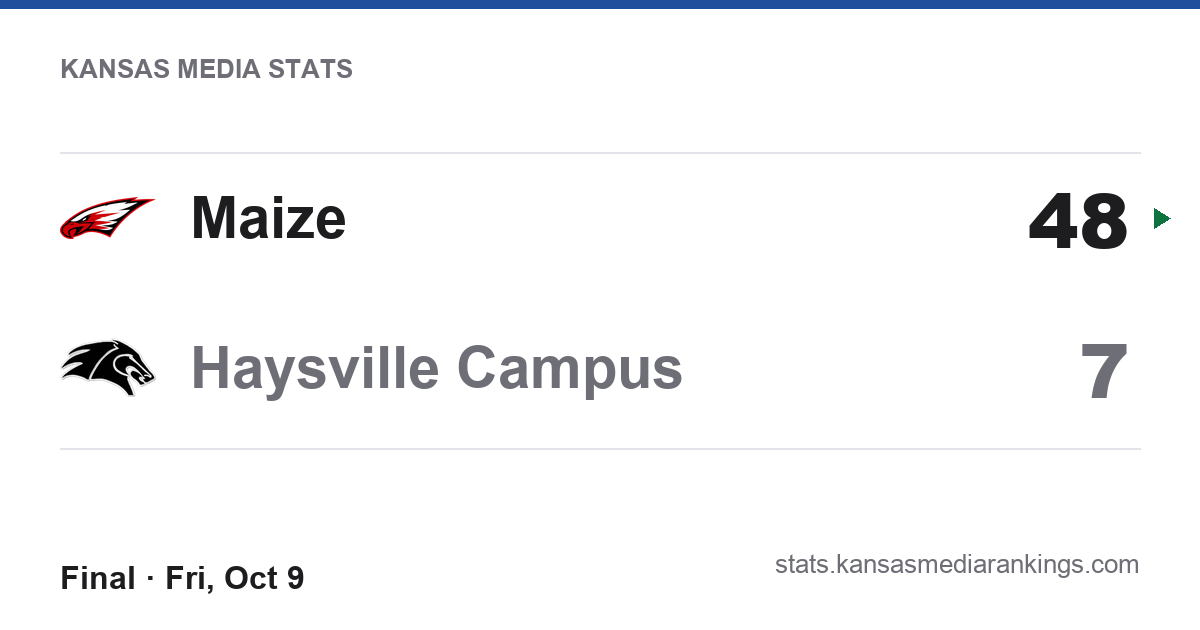 KANSAS MEDIA STATS
Maize 48
Haysville Campus 7
Final · Fri, Oct 9
stats.kansasmediarankings.com